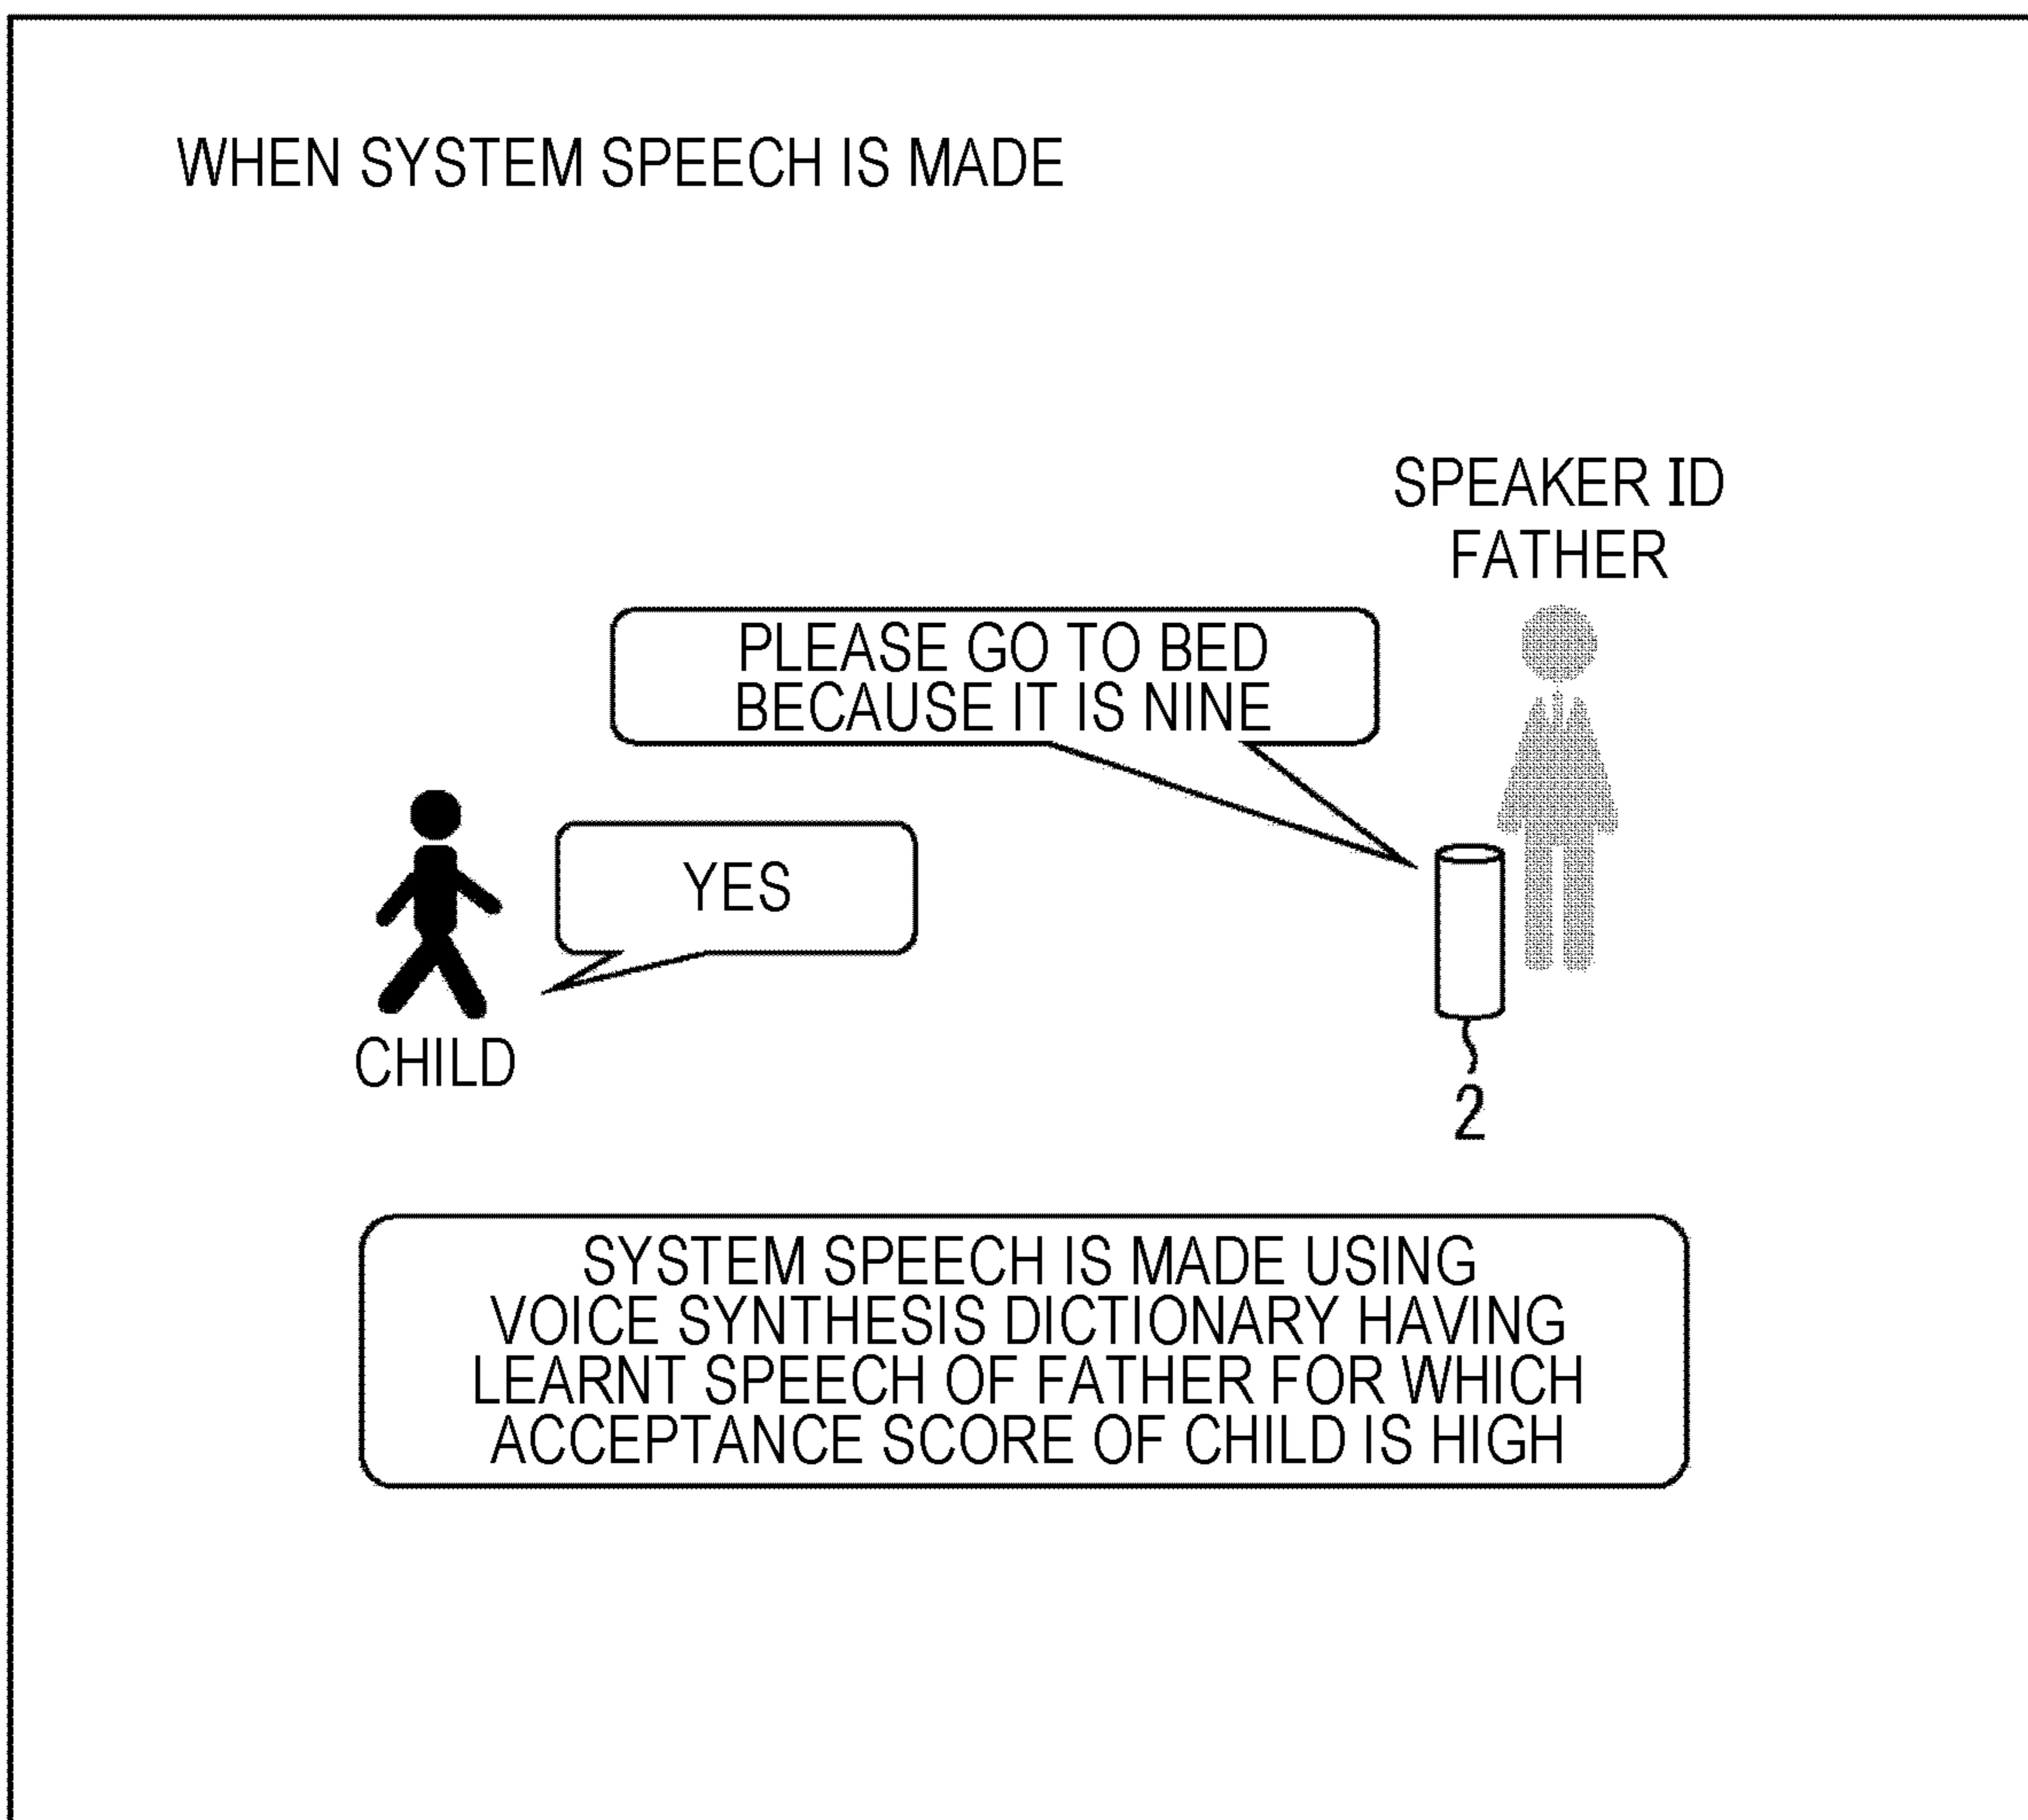 WHEN SYSTEM SPEECH IS MADE
SPEAKER ID
FATHER
PLEASE GO TO BED
BECAUSE IT IS NINE
YES
CHILD
2
SYSTEM SPEECH IS MADE USING
VOICE SYNTHESIS DICTIONARY HAVING
LEARNT SPEECH OF FATHER FOR WHICH
ACCEPTANCE SCORE OF CHILD IS HIGH